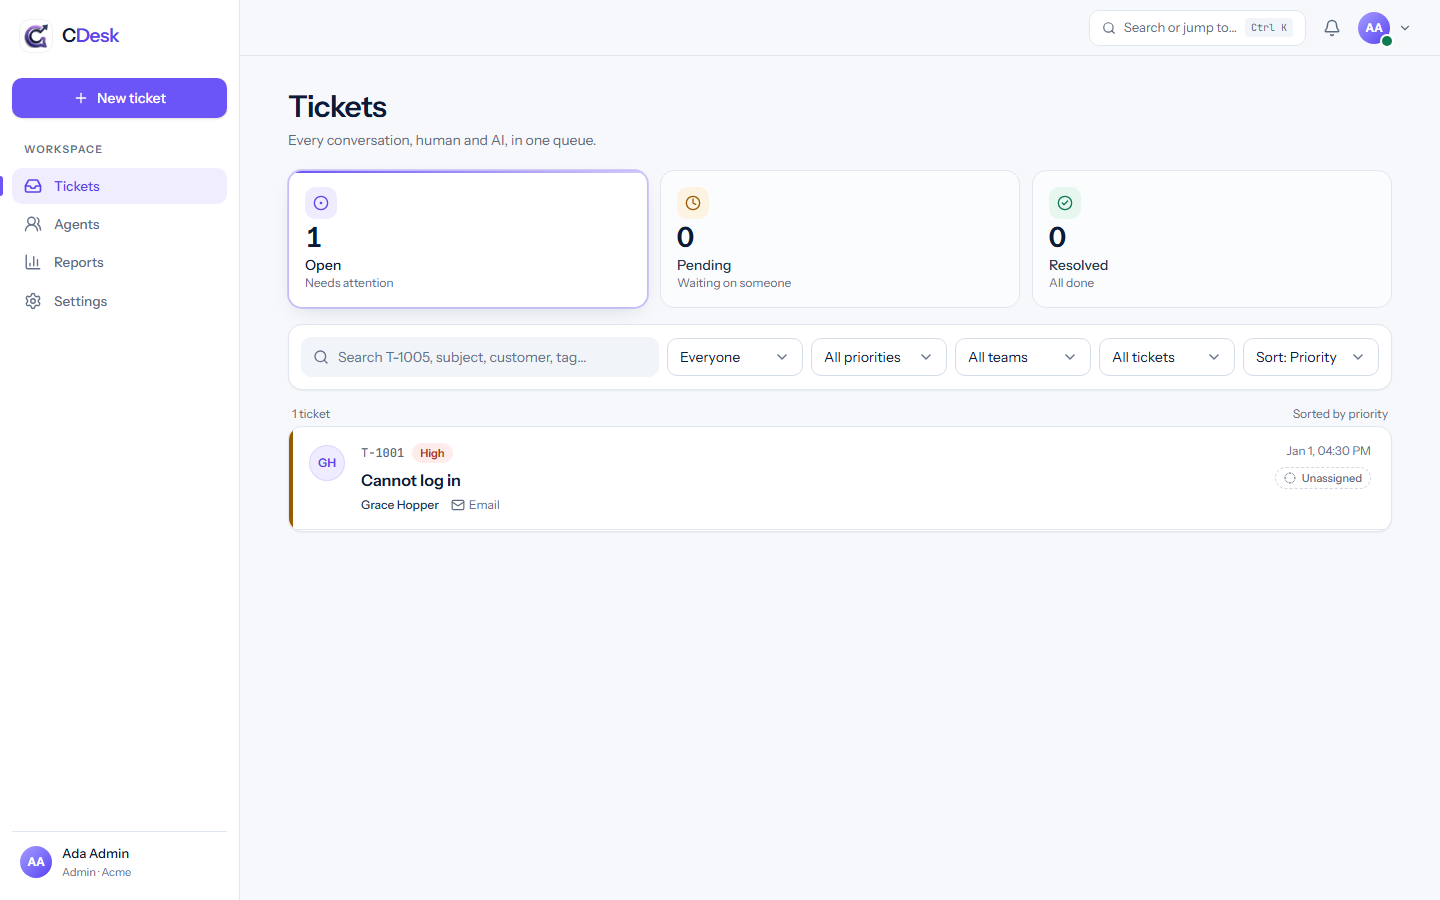 CDesk
New ticket
WORKSPACE
Tickets
Agents
Reports
Settings
Ada Admin
Admin · Acme
AA
Search or jump to... Ctrl K
AA
Tickets
Every conversation, human and AI, in one queue.
1
Open
Needs attention
0
Pending
Waiting on someone
0
Resolved
All done
Search T-1005, subject, customer, tag...
Everyone
All priorities
All teams
All tickets
Sort: Priority
1 ticket
Sorted by priority
GH
T-1001 High
Cannot log in
Grace Hopper Email
Jan 1, 04:30 PM
Unassigned